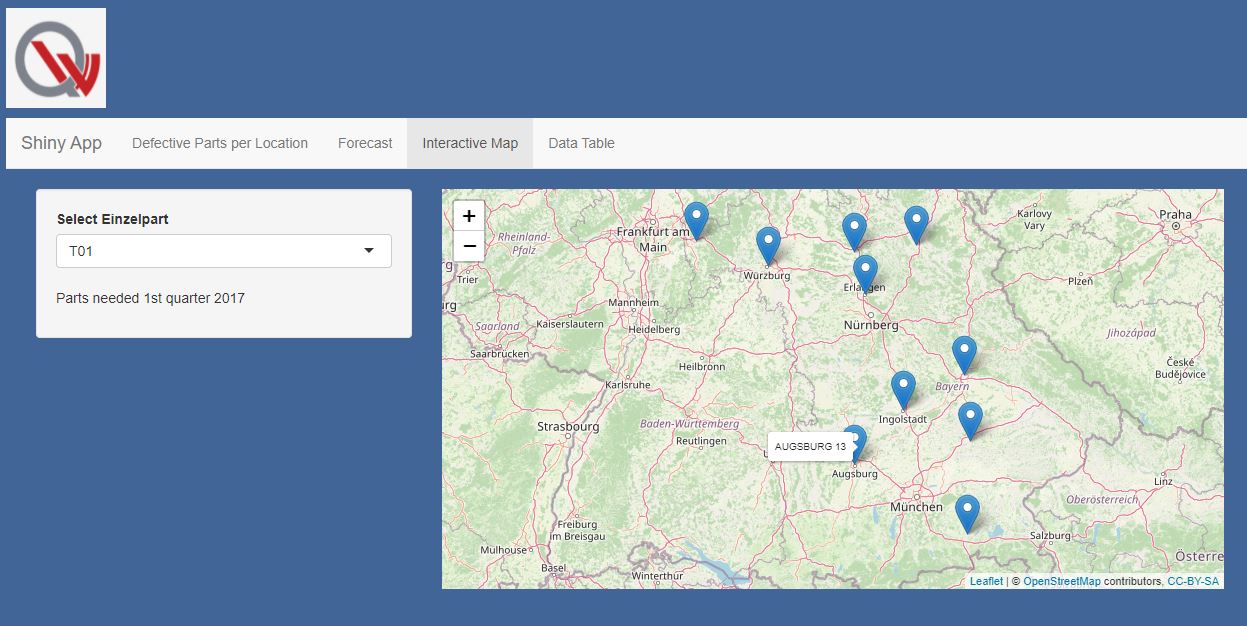 QW
Shiny App
Defective Parts per Location
Forecast
Interactive Map
Data Table
Select Einzelpart
T01
Parts needed 1st quarter 2017
+
−
Rheinland-
Pfalz
Trier
Saarland
Saarbrücken
Kaiserslautern
Frankfurt am
Main
Mannheim
Heidelberg
Heilbronn
Karlsruhe
Würzburg
Erlangen
Nürnberg
Karlovy
Vary
Praha
Plzeň
Jihozápad
České
Budějovice
Bayern
Ingolstadt
Strasbourg
Baden-Württemberg
Reutlingen
AUGSBURG 13
Augsburg
München
Linz
Oberösterreich
Salzburg
Österre
Freiburg
im Breisgau
Mulhouse
Basel
Winterthur
Leaflet | © OpenStreetMap contributors, CC-BY-SA